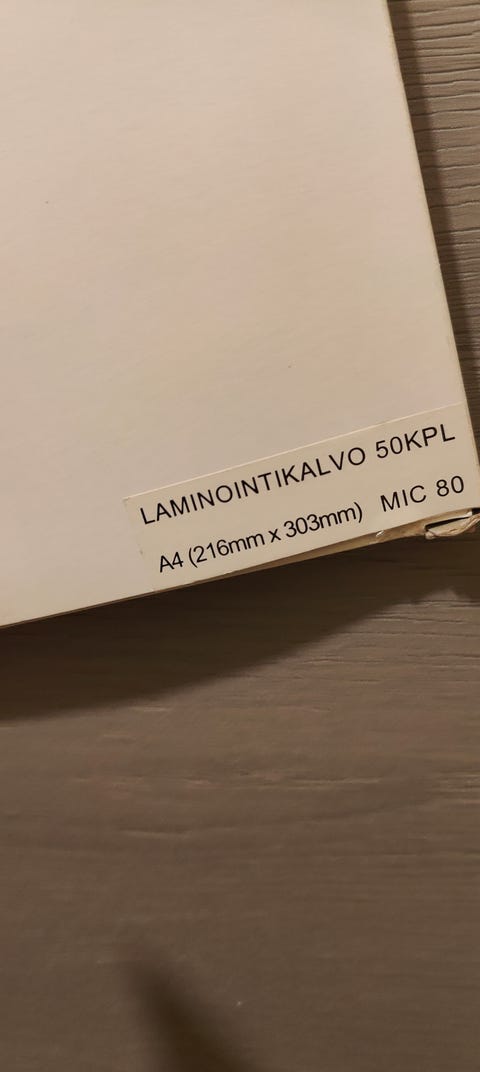 LAMINOINTIKALVO 50KPL
A4 (216mm x 303mm) MIC 80